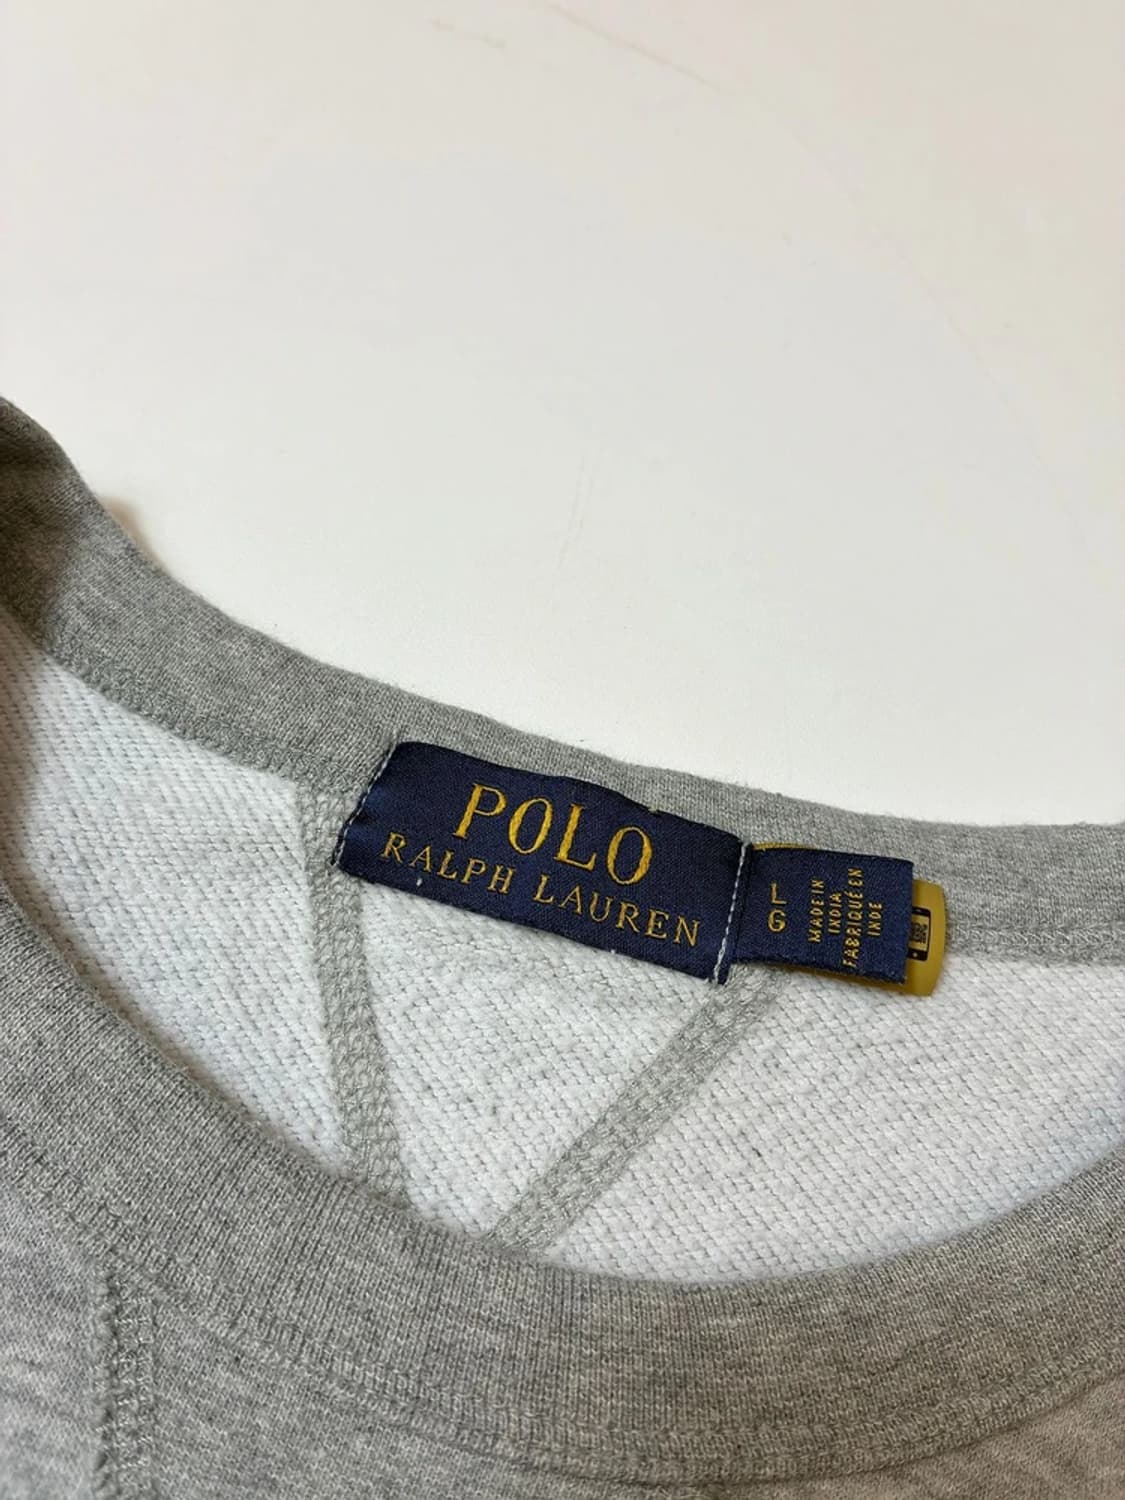 POLO
RALPH LAUREN
L
G
MADE IN
INDIA
FABRIQUÉ EN
INDE